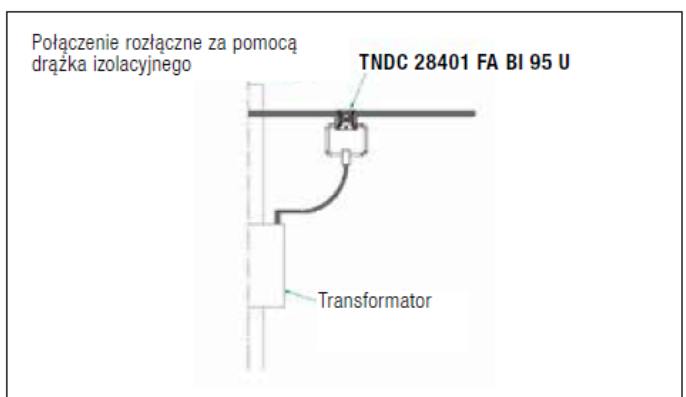 Połączenie rozłączne za pomocą
drążka izolacyjnego
TNDC 28401 FA BI 95 U
Transformator